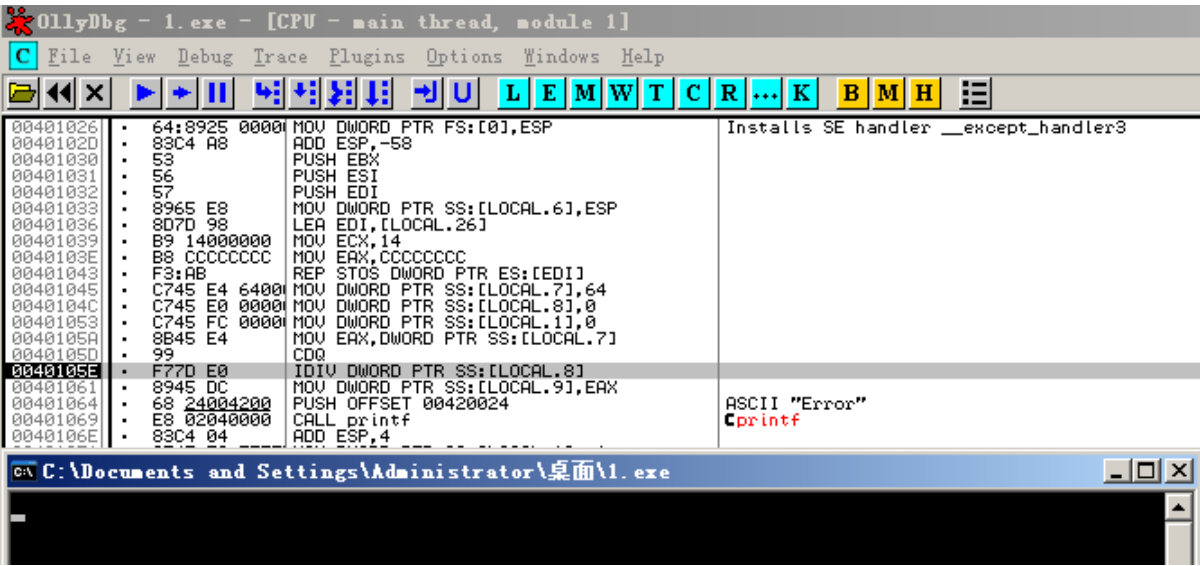 OllyDbg - 1.exe - [CPU - main thread, module 1]
C File View Debug Trace Plugins Options Windows Help
L E M W T C R ... K B M H
00401026 . 64:8925 0000 MOV DWORD PTR FS:[0],ESP Installs SE handler __except_handler3
0040102D . 83C4 A8 ADD ESP,-58
00401030 . 53 PUSH EBX
00401031 . 56 PUSH ESI
00401032 . 57 PUSH EDI
00401033 . 8965 E8 MOV DWORD PTR SS:[LOCAL.6],ESP
00401036 . 8D7D 98 LEA EDI,[LOCAL.26]
00401039 . B9 14000000 MOV ECX,14
0040103E . B8 CCCCCCCC MOV EAX,CCCCCCCC
00401043 . F3:AB REP STOS DWORD PTR ES:[EDI]
00401045 . C745 E4 6400 MOV DWORD PTR SS:[LOCAL.7],64
0040104C . C745 E0 0000 MOV DWORD PTR SS:[LOCAL.8],0
00401053 . C745 FC 0000 MOV DWORD PTR SS:[LOCAL.1],0
0040105A . 8B45 E4 MOV EAX,DWORD PTR SS:[LOCAL.7]
0040105D . 99 CDQ
0040105E . F77D E0 IDIV DWORD PTR SS:[LOCAL.8]
00401061 . 8945 DC MOV DWORD PTR SS:[LOCAL.9],EAX
00401064 . 68 24004200 PUSH OFFSET 00420024 ASCII "Error"
00401069 . E8 02040000 CALL printf Cprintf
0040106E . 83C4 04 ADD ESP,4
C:\Documents and Settings\Administrator\桌面\1.exe